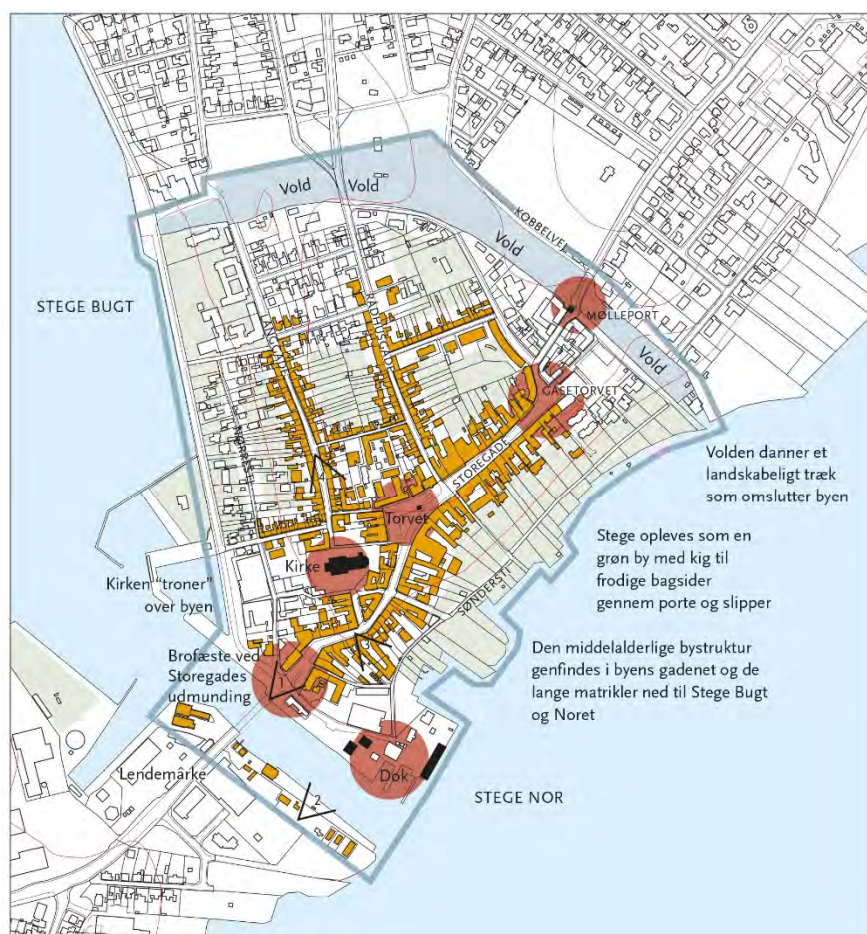 Vold
Vold
KOBBELVEJ
Vold
STEGE BUGT
MØLLEPORT
Vold
GÅSETORVET
STOREGADE
Volden danner et
landskabeligt træk
som omslutter byen
Torvet
Stege opleves som en
grøn by med kig til
frodige bagsider
gennem porte og slipper
Kirke
Kirken "troner"
over byen
SØNDERSTI
Den middelalderlige bystruktur
genfindes i byens gadenet og de
lange matrikler ned til Stege Bugt
og Noret
Brofæste ved
Storegades
udmunding
1
Lendemarke
Dok
2
STEGE NOR